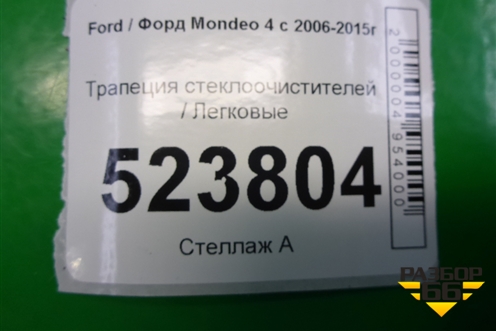 Ford / Форд Mondeo 4 с 2006-2015г
Трапеция стеклоочистителей
/ Легковые
523804
Стеллаж А
2000004954000
РАЗБОР
66